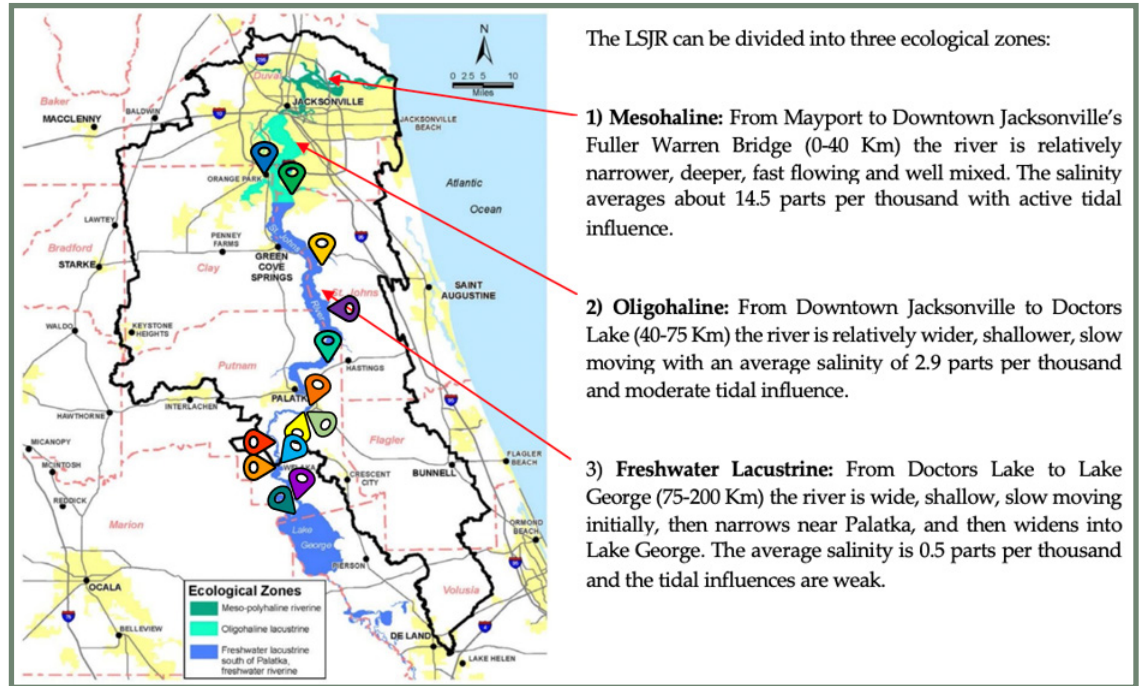 The LSJR can be divided into three ecological zones:
1) Mesohaline: From Mayport to Downtown Jacksonville's
Fuller Warren Bridge (0-40 Km) the river is relatively
narrower, deeper, fast flowing and well mixed. The salinity
averages about 14.5 parts per thousand with active tidal
influence.
2) Oligohaline: From Downtown Jacksonville to Doctors
Lake (40-75 Km) the river is relatively wider, shallower, slow
moving with an average salinity of 2.9 parts per thousand
and moderate tidal influence.
3) Freshwater Lacustrine: From Doctors Lake to Lake
George (75-200 Km) the river is wide, shallow, slow moving
initially, then narrows near Palatka, and then widens into
Lake George. The average salinity is 0.5 parts per thousand
and the tidal influences are weak.
N
0 2.5 5 10
Miles
Duval
Baker
MACCLENNY
BALDWIN
JACKSONVILLE
JACKSONVILLE
BEACH
ORANGE PARK
Atlantic
Ocean
LAWTEY
PENNEY
FARMS
St. Johns
Bradford
STARKE
Clay
GREEN
COVE
SPRINGS
SAINT
AUGUSTINE
St. Johns
River
WALDO
KEYSTONE
HEIGHTS
Putnam
HASTINGS
INTERLACHEN
PALATK
HAWTHORNE
MICANOPY
Flagler
FLAGLER
BEACH
MCINTOSH
CRESCENT
CITY
BUNNELL
REDDICK
Marion
Lake
George
ORMOND
BEACH
PIERSON
OCALA
Volusia
BELLEVIEW
DE LAND
LAKE HELEN
Ecological Zones
Meso-polyhaline riverine
Oligohaline lacustrine
Freshwater lacustrine
south of Palatka,
freshwater riverine